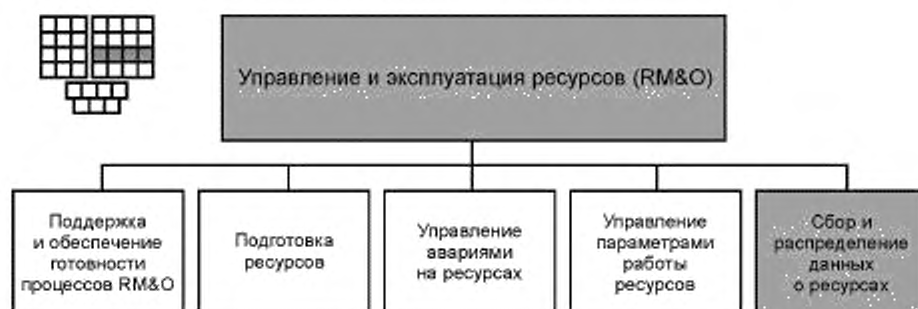 Управление и эксплуатация ресурсов (RM&O)
Поддержка
и обеспечение
готовности
процессов RM&O
Подготовка
ресурсов
Управление
авариями
на ресурсах
Управление
параметрами
работы
ресурсов
Сбор и
распределение
данных
о ресурсах